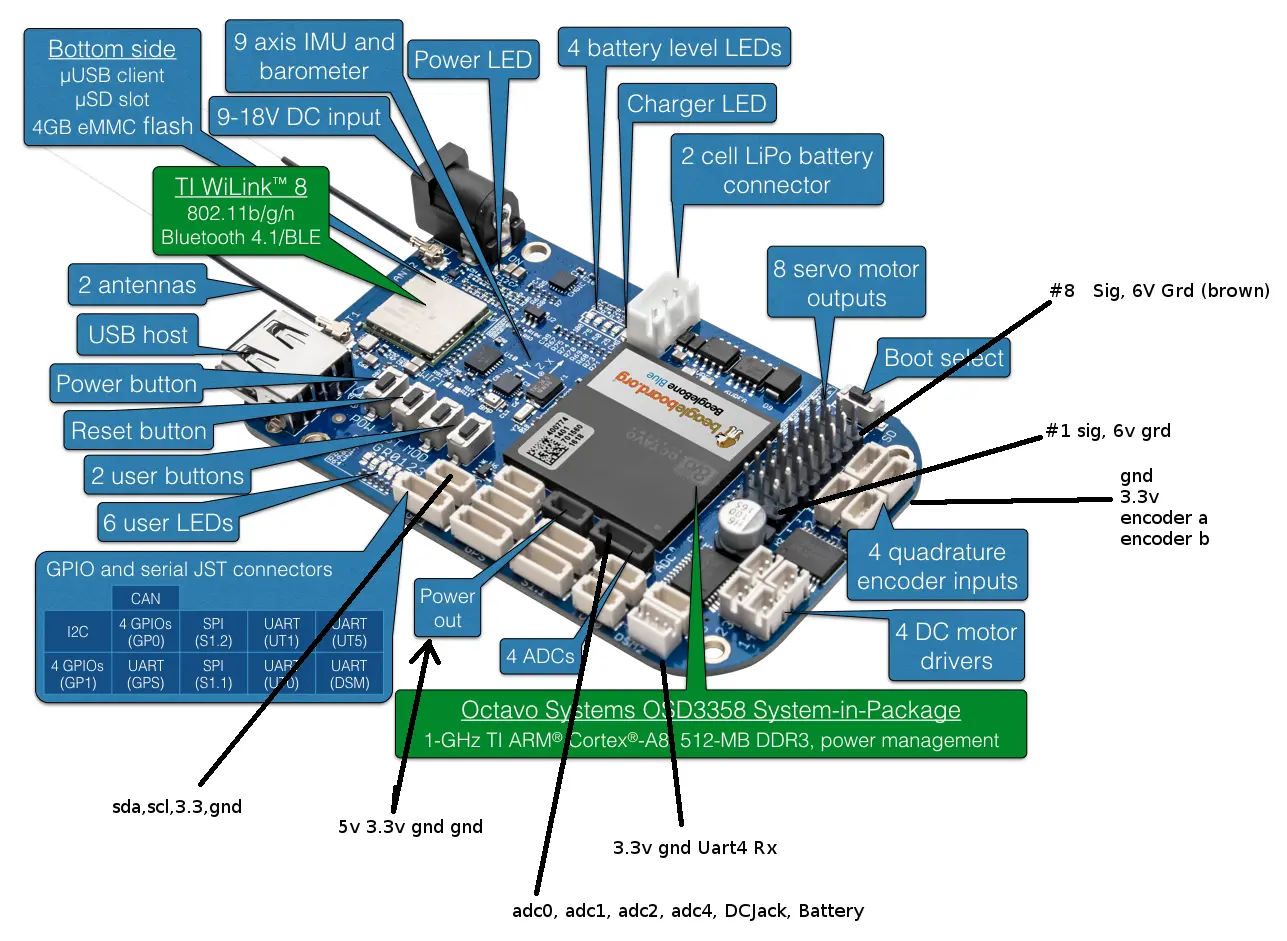 Bottom side
µUSB client
µSD slot
4GB eMMC flash
9 axis IMU and
barometer
Power LED
4 battery level LEDs
9-18V DC input
Charger LED
2 cell LiPo battery
connector
TI WiLink™ 8
802.11b/g/n
Bluetooth 4.1/BLE
2 antennas
USB host
Power button
Reset button
2 user buttons
6 user LEDs
8 servo motor
outputs
#8 Sig, 6V Grd (brown)
Boot select
#1 sig, 6v grd
gnd
3.3v
encoder a
encoder b
4 quadrature
encoder inputs
4 DC motor
drivers
beagleboard.org
BeagleBone Blue
GPIO and serial JST connectors
CAN
I2C
4 GPIOs
(GP0)
SPI
(S1.2)
UART
(UT1)
UART
(UT5)
4 GPIOs
(GP1)
UART
(GPS)
SPI
(S1.1)
UART
(UT0)
UART
(DSM)
Power
out
4 ADCs
Octavo Systems OSD3358 System-in-Package
1-GHz TI ARM® Cortex®-A8, 512-MB DDR3, power management
sda,scl,3.3,gnd
5v 3.3v gnd gnd
3.3v gnd Uart4 Rx
adc0, adc1, adc2, adc4, DCJack, Battery